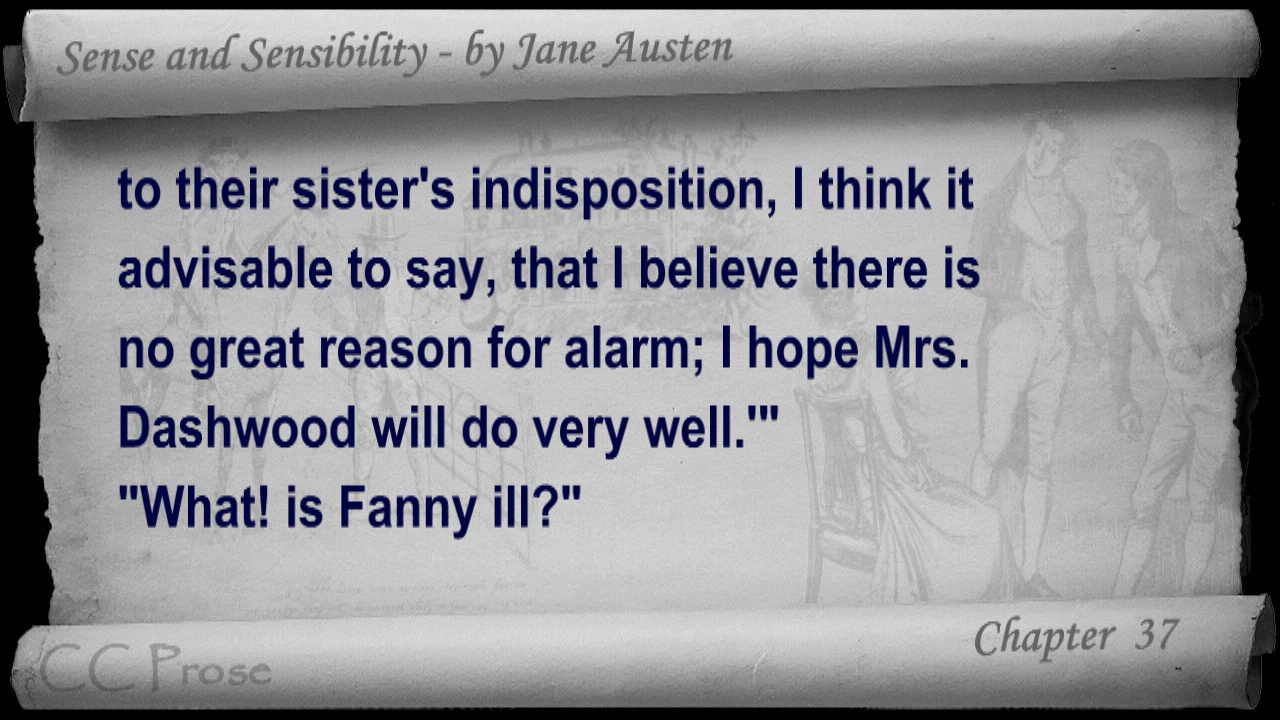 Sense and Sensibility - by Jane Austen
to their sister's indisposition, I think it
advisable to say, that I believe there is
no great reason for alarm; I hope Mrs.
Dashwood will do very well.'"
"What! is Fanny ill?"
Chapter 37
CC Prose